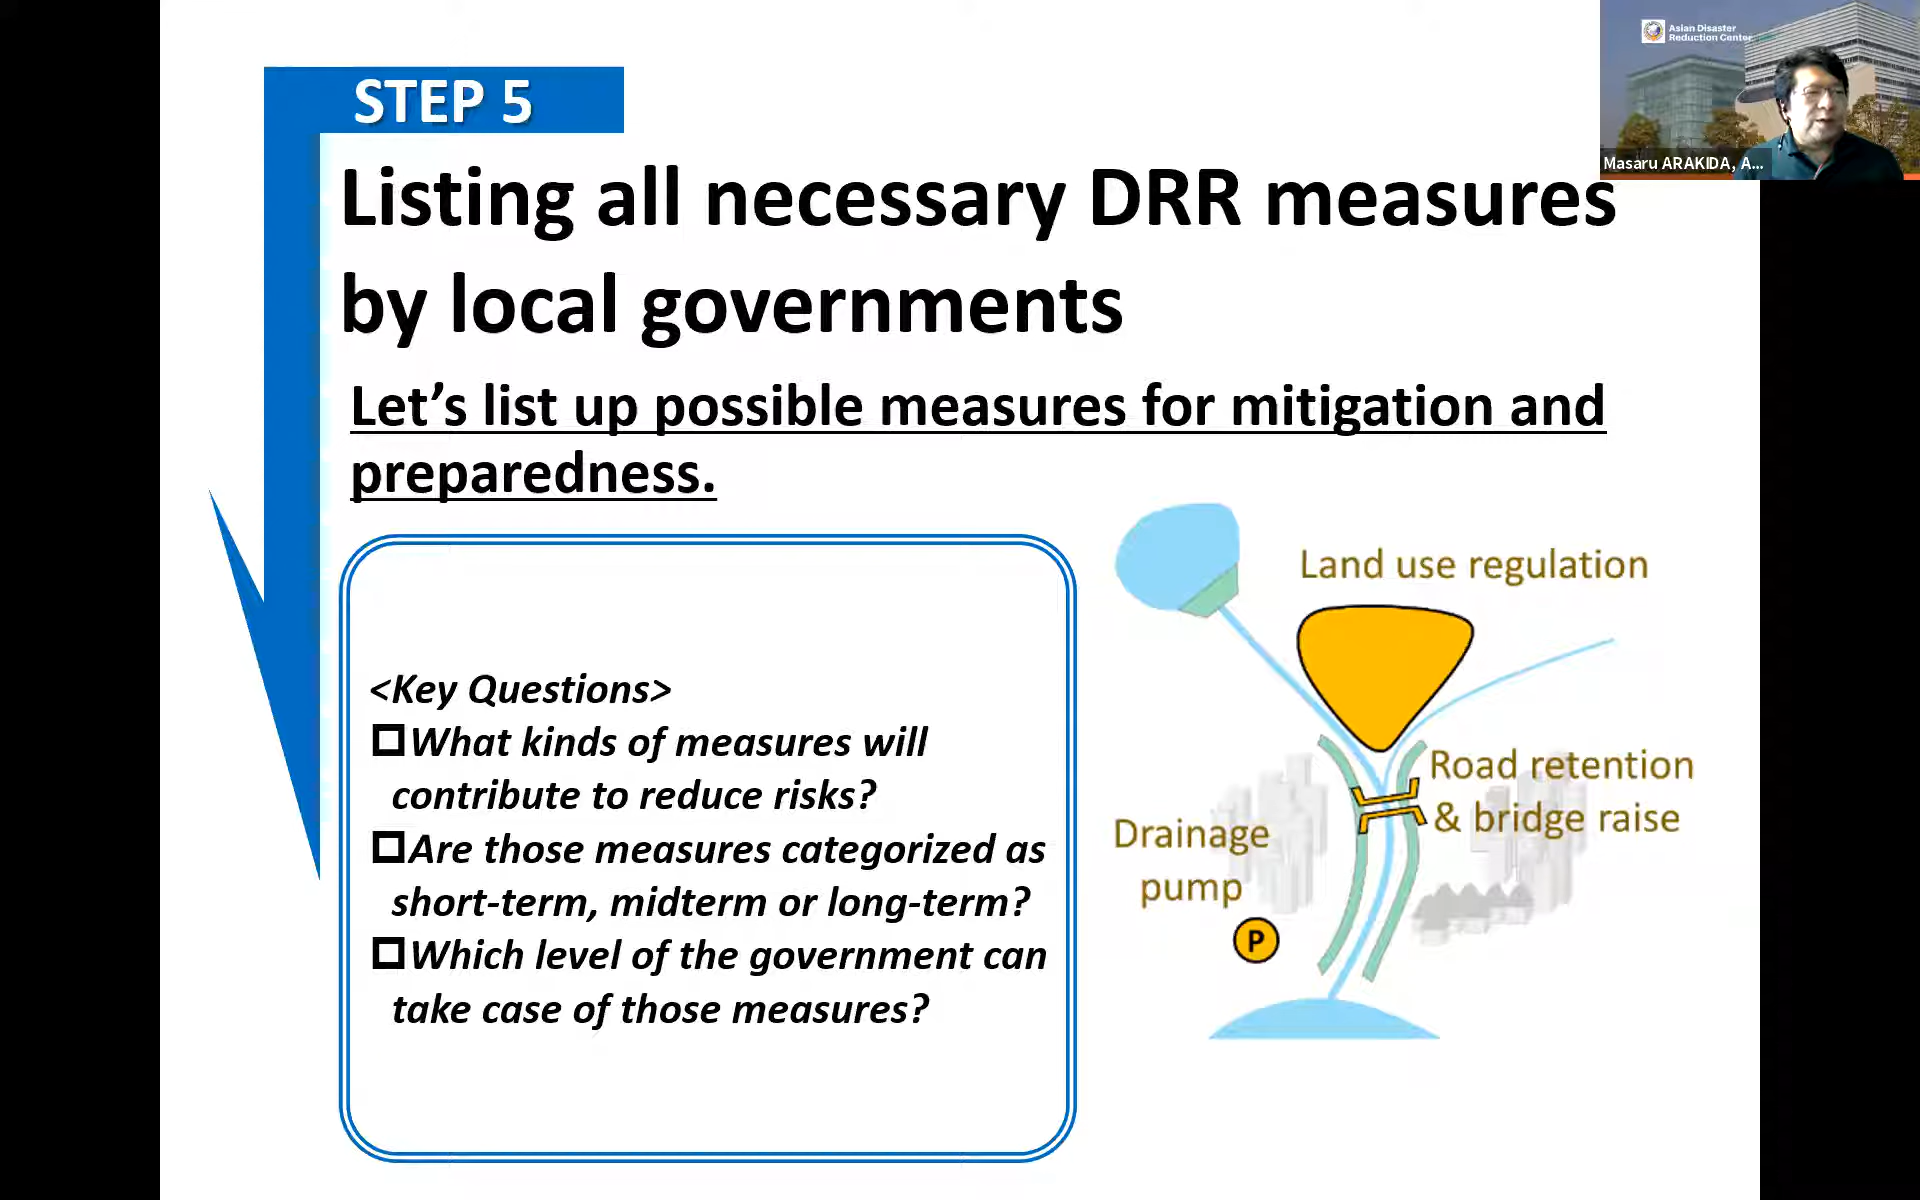 STEP 5
Listing all necessary DRR measures
by local governments
Let's list up possible measures for mitigation and
preparedness.
<Key Questions>
What kinds of measures will
contribute to reduce risks?
Are those measures categorized as
short-term, midterm or long-term?
Which level of the government can
take case of those measures?
Land use regulation
Road retention
& bridge raise
Drainage
pump
P
Asian Disaster
Reduction Center
Masaru ARAKIDA, A...